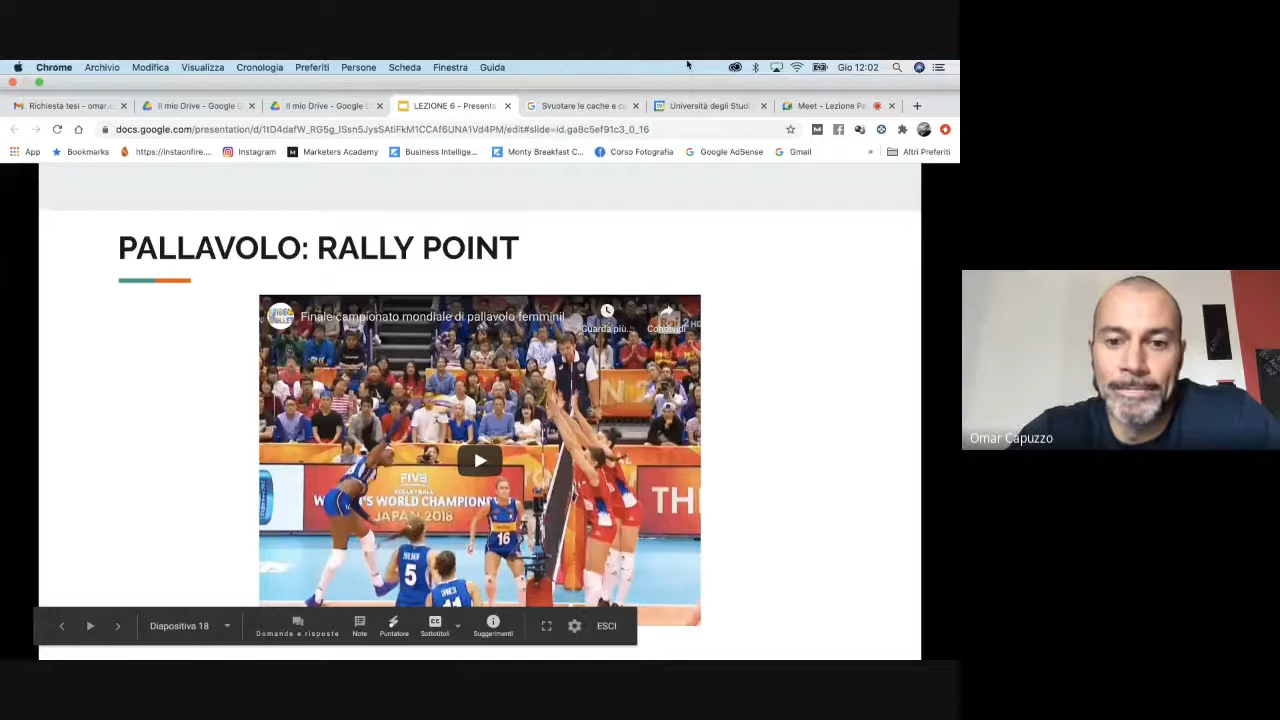 Chrome Archivio Modifica Visualizza Cronologia Preferiti Persone Scheda Finestra Guida Gio 12:02
Richiesta tesi - omar.c Il mio Drive - Google D Il mio Drive - Google D LEZIONE 6 - Presenta Svuotare le cache e c Università degli Studi Meet - Lezione Pa
docs.google.com/presentation/d/1tD4dafW_RG5g_ISsn5JysSAtiFkM1CCAf6UNA1Vd4PM/edit#slide=id.ga8c5ef91c3_0_16
App Bookmarks https://instaonfire.... Instagram Marketers Academy Business Intellige... Monty Breakfast C... Corso Fotografia Google AdSense Gmail » Altri Preferiti
PALLAVOLO: RALLY POINT
Finale campionato mondiale di pallavolo femminil
Guarda più... Condividi
FIVB
VOLLEYBALL
WOMEN'S WORLD CHAMPIONS
JAPAN 2018
TH
16
5
Omar Capuzzo
Diapositiva 18 Domande e risposte Note Puntatore Sottotitoli Suggerimenti ESCI